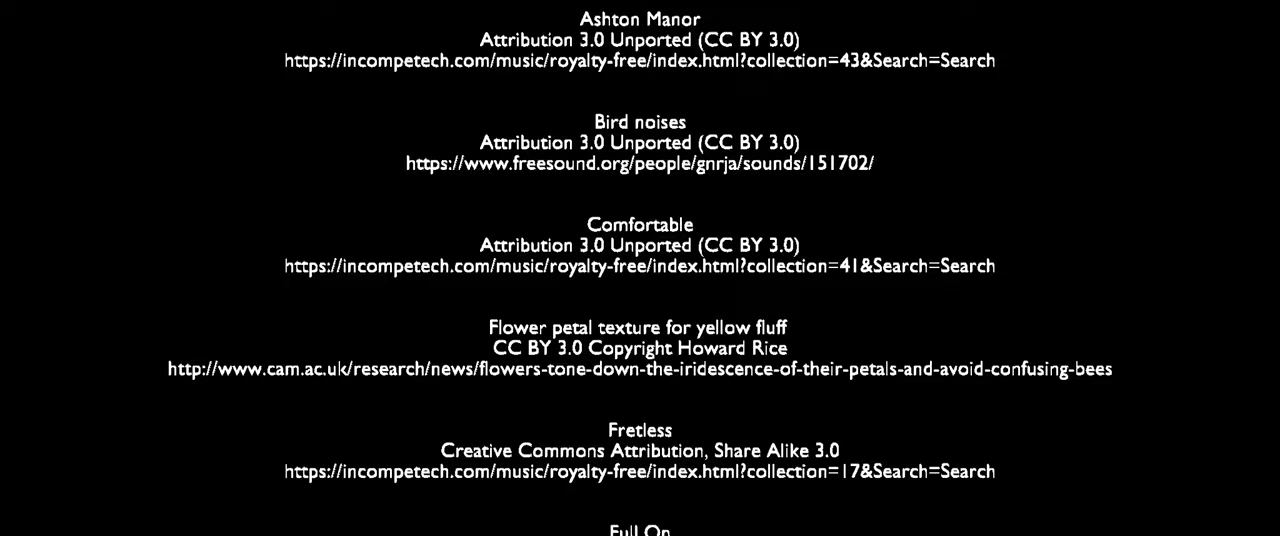 Ashton Manor
Attribution 3.0 Unported (CC BY 3.0)
https://incompetech.com/music/royalty-free/index.html?collection=43&Search=Search
Bird noises
Attribution 3.0 Unported (CC BY 3.0)
https://www.freesound.org/people/gnrja/sounds/151702/
Comfortable
Attribution 3.0 Unported (CC BY 3.0)
https://incompetech.com/music/royalty-free/index.html?collection=41&Search=Search
Flower petal texture for yellow fluff
CC BY 3.0 Copyright Howard Rice
http://www.cam.ac.uk/research/news/flowers-tone-down-the-iridescence-of-their-petals-and-avoid-confusing-bees
Fretless
Creative Commons Attribution, Share Alike 3.0
https://incompetech.com/music/royalty-free/index.html?collection=17&Search=Search
Full On